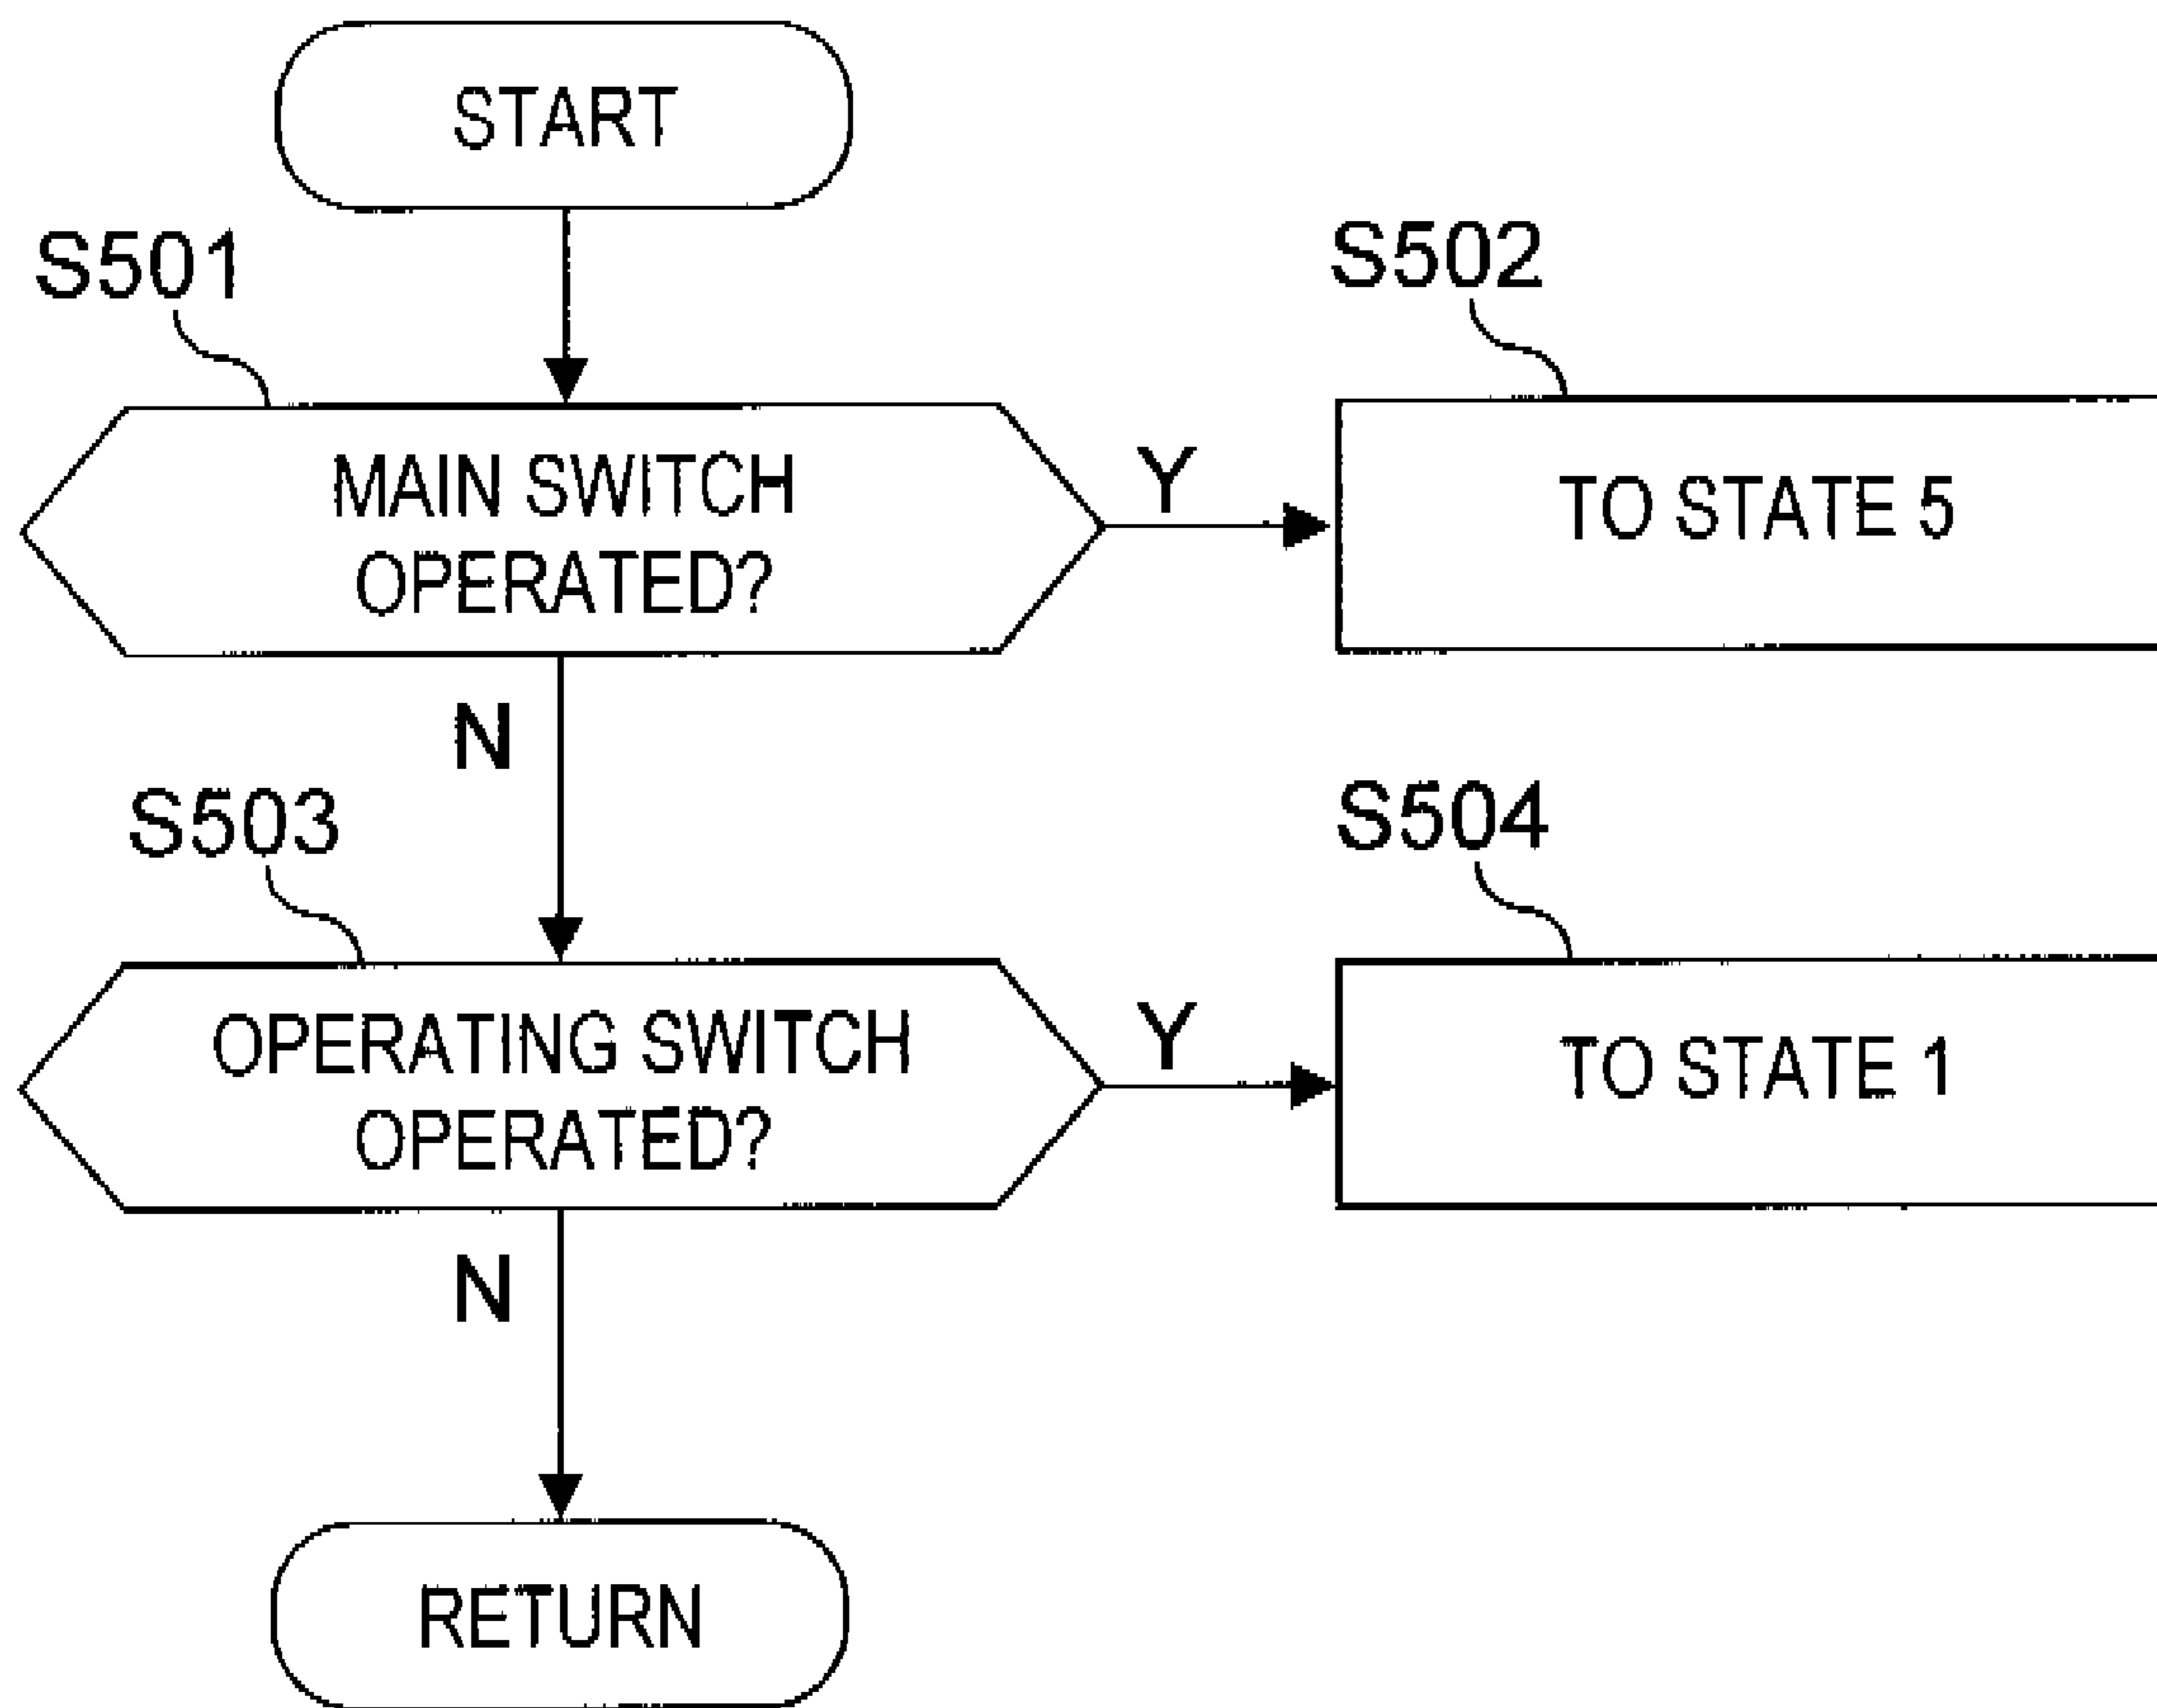 START
S501
MAIN SWITCH
OPERATED?
Y
S502
TO STATE 5
N
S503
OPERATING SWITCH
OPERATED?
Y
S504
TO STATE 1
N
RETURN